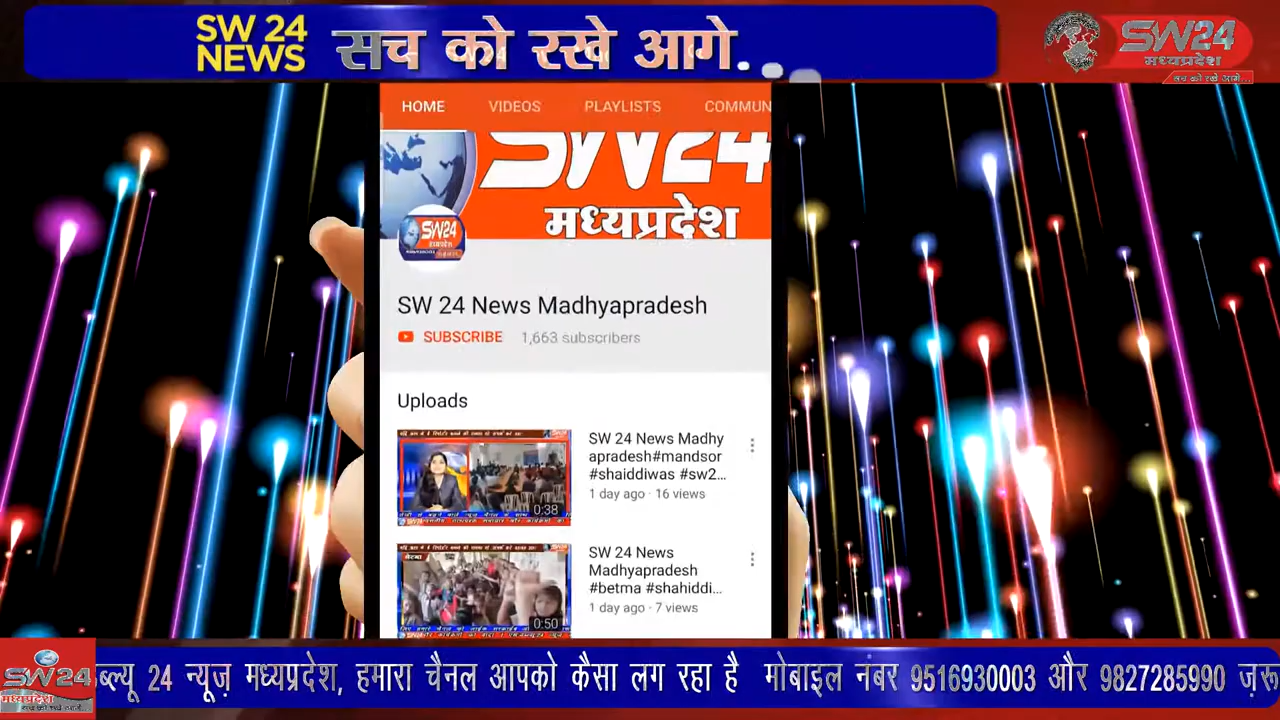 SW 24
NEWS
सच को रखे आगे...
SW24
मध्यप्रदेश
सच को रखे आगे...
HOME VIDEOS PLAYLISTS COMMUN
SW24
मध्यप्रदेश
SW24
SW 24 News Madhyapradesh
SUBSCRIBE 1,663 subscribers
Uploads
SW 24 News Madhy
apradesh#mandsor
#shaiddiwas #sw2...
1 day ago · 16 views
0:38
SW 24 News
Madhyapradesh
#betma #shahiddi...
1 day ago · 7 views
0:50
SW24
मध्यप्रदेश
सच को रखे आगे...
ब्ल्यू 24 न्यूज़ मध्यप्रदेश, हमारा चैनल आपको कैसा लग रहा है मोबाइल नंबर 9516930003 और 9827285990 ज़रू